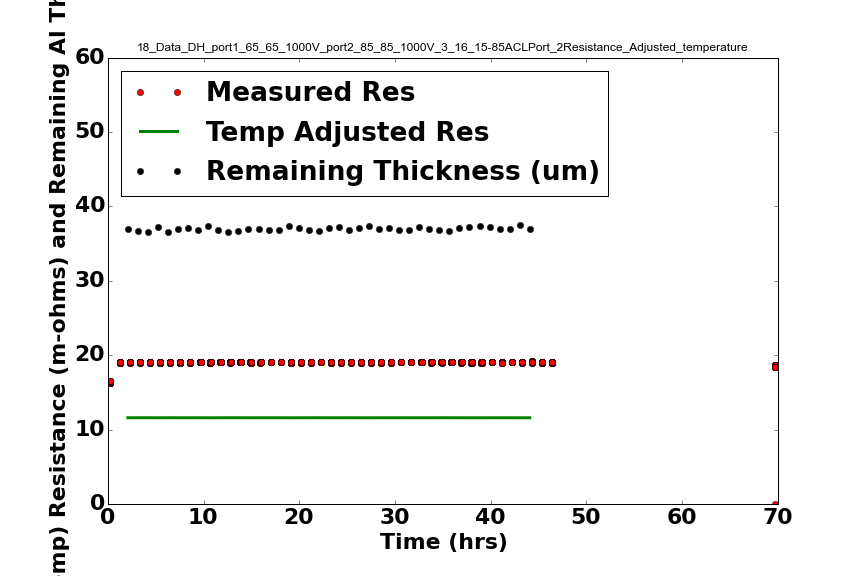 18_Data_DH_port1_65_65_1000V_port2_85_85_1000V_3_16_15-85ACLPort_2Resistance_Adjusted_temperature
60
50
40
30
20
10
0
Measured Res
Temp Adjusted Res
Remaining Thickness (um)
0 10 20 30 40 50 60 70
Time (hrs)
mp) Resistance (m-ohms) and Remaining Al Th